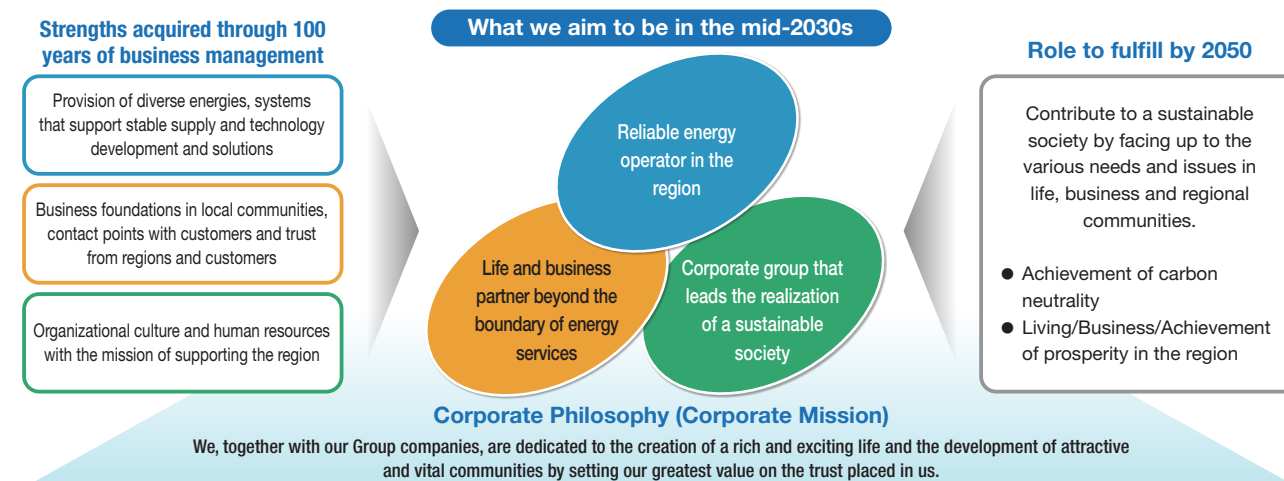 Strengths acquired through 100
years of business management
Provision of diverse energies, systems
that support stable supply and technology
development and solutions
Business foundations in local communities,
contact points with customers and trust
from regions and customers
Organizational culture and human resources
with the mission of supporting the region
What we aim to be in the mid-2030s
Reliable energy
operator in the
region
Life and business
partner beyond the
boundary of energy
services
Corporate group that
leads the realization
of a sustainable
society
Role to fulfill by 2050
Contribute to a sustainable
society by facing up to the
various needs and issues in
life, business and regional
communities.
● Achievement of carbon
neutrality
● Living/Business/Achievement
of prosperity in the region
Corporate Philosophy (Corporate Mission)
We, together with our Group companies, are dedicated to the creation of a rich and exciting life and the development of attractive
and vital communities by setting our greatest value on the trust placed in us.